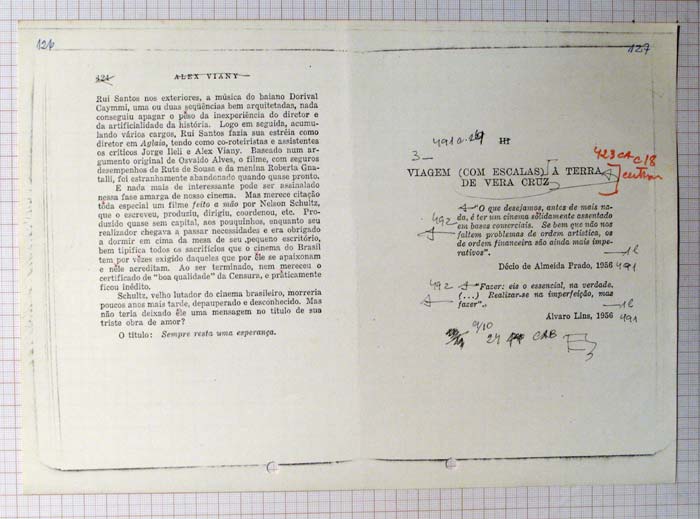 126
127
121
ALEX VIANY
Rui Santos nos exteriores, a música do baiano Dorival
Caymmi, uma ou duas seqüências bem arquitetadas, nada
conseguiu apagar o pêso da inexperiência do diretor e
da artificialidade da história. Logo em seguida, acumu-
lando vários cargos, Rui Santos fazia sua estréia como
diretor em Aglaia, tendo como co-roteiristas e assistentes
os críticos Jorge Ileli e Alex Viany. Baseado num ar-
gumento original de Osvaldo Alves, o filme, com seguros
desempenhos de Rute de Sousa e da menina Roberta Gna-
talli, foi estranhamente abandonado quando quase pronto.
E nada mais de interessante pode ser assinalado
nessa fase amarga de nosso cinema. Mas merece citação
tôda especial um filme feito a mão por Nelson Schultz,
que o escreveu, produziu, dirigiu, coordenou, etc. Pro-
duzido quase sem capital, aos pouquinhos, enquanto seu
realizador chegava a passar necessidades e era obrigado
a dormir em cima da mesa de seu pequeno escritório,
bem tipifica todos os sacrifícios que o cinema do Brasil
tem por vêzes exigido daqueles que por êle se apaixonam
e nêle acreditam. Ao ser terminado, nem mereceu o
certificado de "boa qualidade" da Censura, e pràticamente
ficou inédito.
Schultz, velho lutador do cinema brasileiro, morreria
poucos anos mais tarde, depauperado e desconhecido. Mas
não teria deixado êle uma mensagem no título de sua
triste obra de amor?
O título: Sempre resta uma esperança.
III
3
423 CA c/8
VIAGEM (COM ESCALAS) À TERRA
DE VERA CRUZ
"O que desejamos, antes de mais na-
da, é ter um cinema sòlidamente assentado
em bases comerciais. Se bem que não nos
faltem problemas de ordem artística, os
de ordem financeira são ainda mais impe-
rativos".
492
Décio de Almeida Prado, 1956 491
492
"Fazer: eis o essencial, na verdade.
(...) Realizar-se na imperfeição, mas
fazer".
Álvaro Lins, 1956 491
9/10